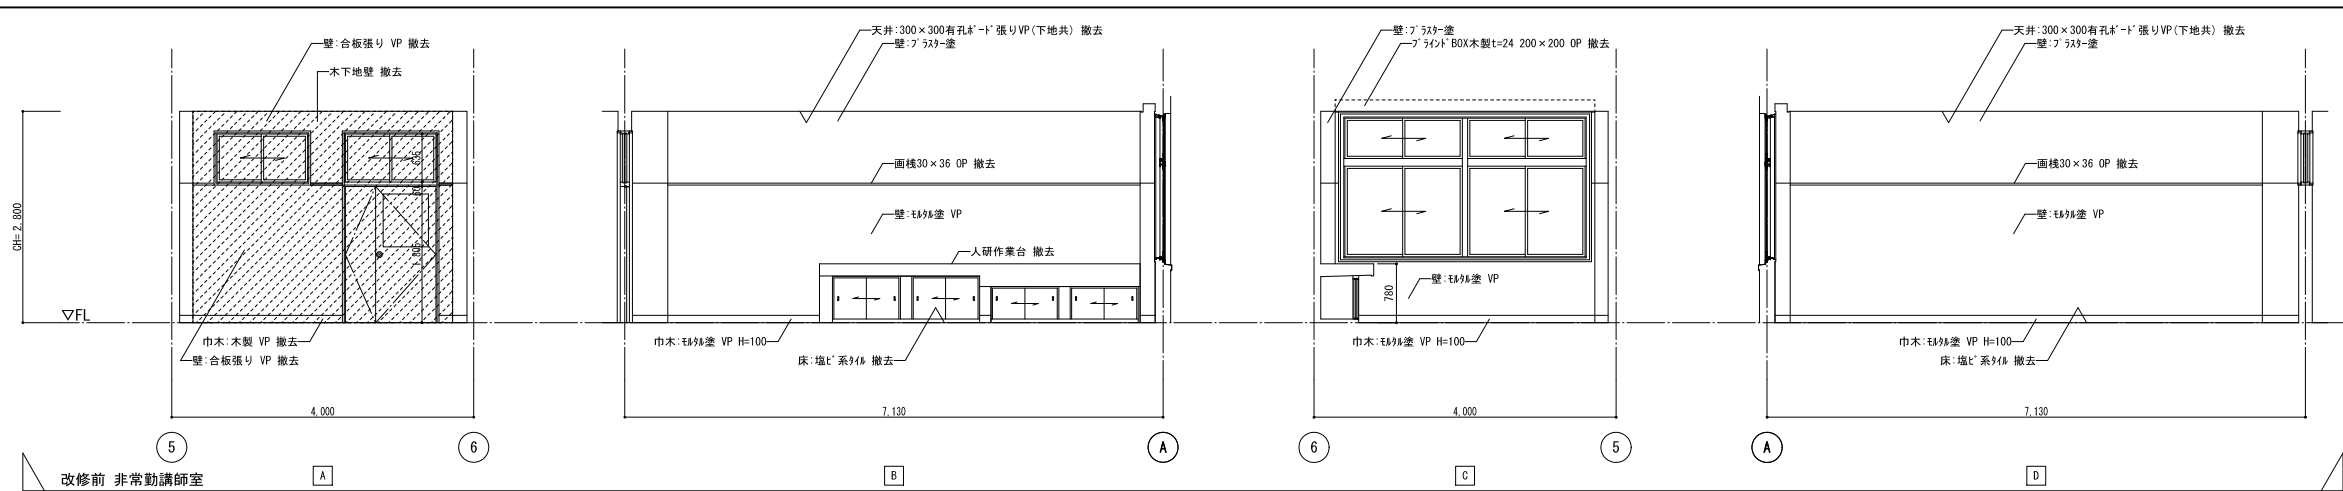 壁:合板張り VP 撤去
木下地壁 撤去
635
60
1,805
CH=2,800
▽FL
巾木:木製 VP 撤去
壁:合板張り VP 撤去
4,000
5
6
A
天井:300×300有孔ボード張りVP(下地共) 撤去
壁:プラスター塗
画桟30×36 OP 撤去
壁:モルタル塗 VP
人研作業台 撤去
巾木:モルタル塗 VP H=100
床:塩ビ系タイル 撤去
7,130
A
B
壁:プラスター塗
ブラインドBOX木製t=24 200×200 OP 撤去
780
壁:モルタル塗 VP
巾木:モルタル塗 VP H=100
4,000
6
5
C
天井:300×300有孔ボード張りVP(下地共) 撤去
壁:プラスター塗
画桟30×36 OP 撤去
壁:モルタル塗 VP
巾木:モルタル塗 VP H=100
床:塩ビ系タイル 撤去
7,130
A
D
改修前 非常勤講師室